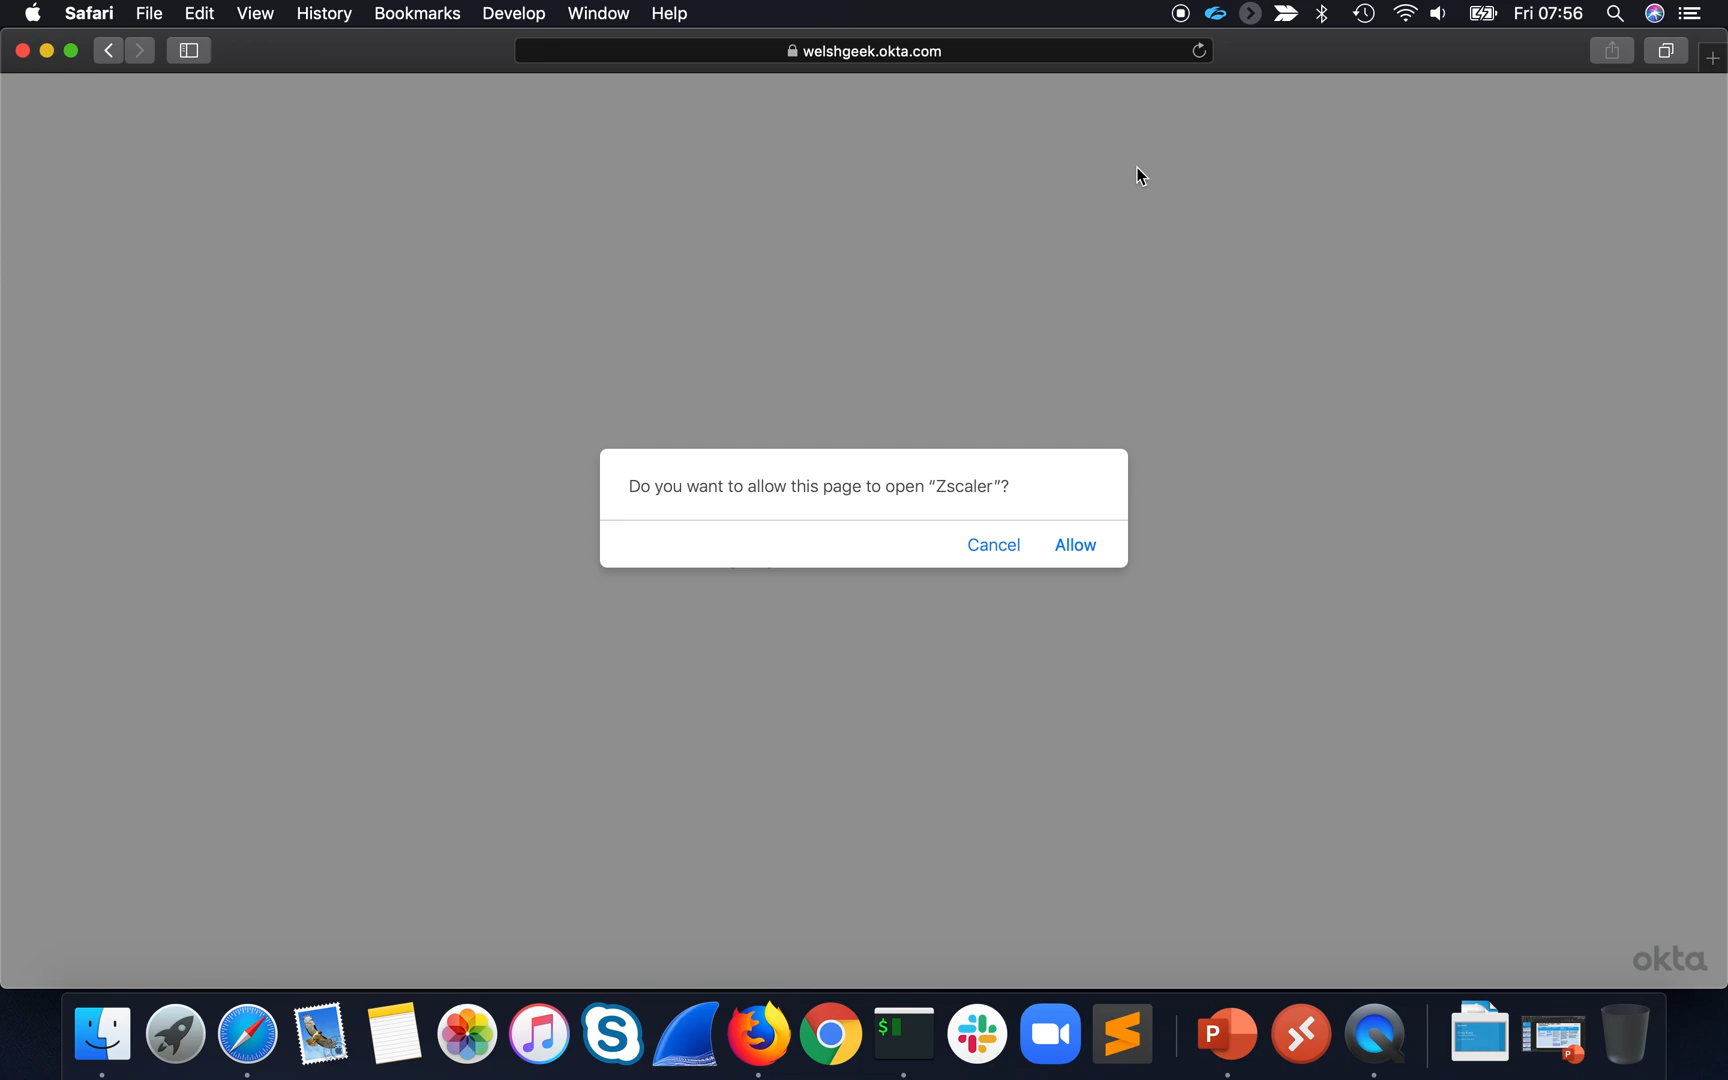 Safari File Edit View History Bookmarks Develop Window Help Fri 07:56
welshgeek.okta.com
Do you want to allow this page to open “Zscaler”?
Cancel Allow
okta
$
P
P